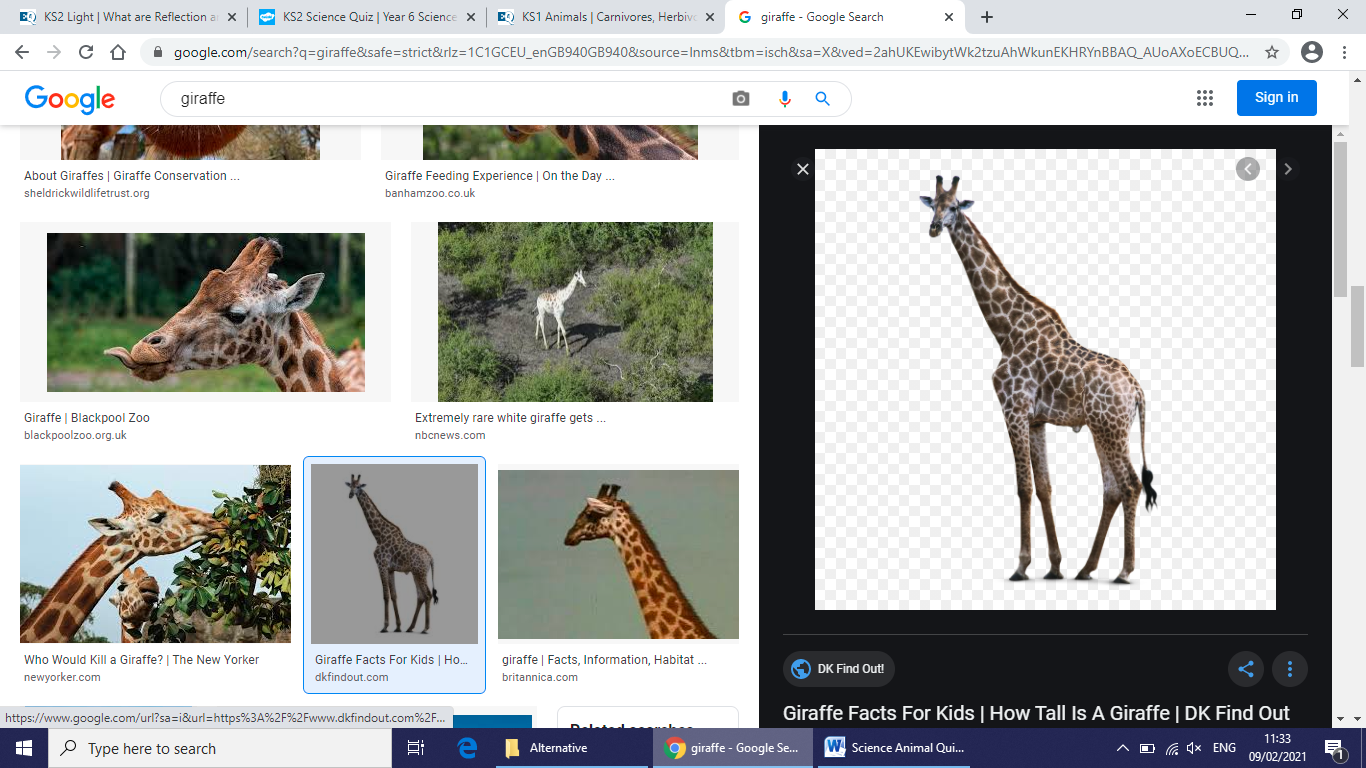 KS2 Light | What are Reflection a
KS2 Science Quiz | Year 6 Science
KS1 Animals | Carnivores, Herbivo
giraffe - Google Search
google.com/search?q=giraffe&safe=strict&rlz=1C1GCEU_enGB940GB940&source=lnms&tbm=isch&sa=X&ved=2ahUKEwibytWk2tzuAhWkunEKHRYnBBAQ_AUoAXoECBUQ...
Google
giraffe
Sign in
About Giraffes | Giraffe Conservation ...
sheldrickwildlifetrust.org
Giraffe Feeding Experience | On the Day ...
banhamzoo.co.uk
Giraffe | Blackpool Zoo
blackpoolzoo.org.uk
Extremely rare white giraffe gets ...
nbcnews.com
Who Would Kill a Giraffe? | The New Yorker
newyorker.com
Giraffe Facts For Kids | Ho...
dkfindout.com
giraffe | Facts, Information, Habitat ...
britannica.com
DK Find Out!
Giraffe Facts For Kids | How Tall Is A Giraffe | DK Find Out
https://www.google.com/url?sa=i&url=https%3A%2F%2Fwww.dkfindout.com%2F...
Related searches
Type here to search
Alternative
giraffe - Google Se...
Science Animal Qui...
ENG
11:33
09/02/2021
1